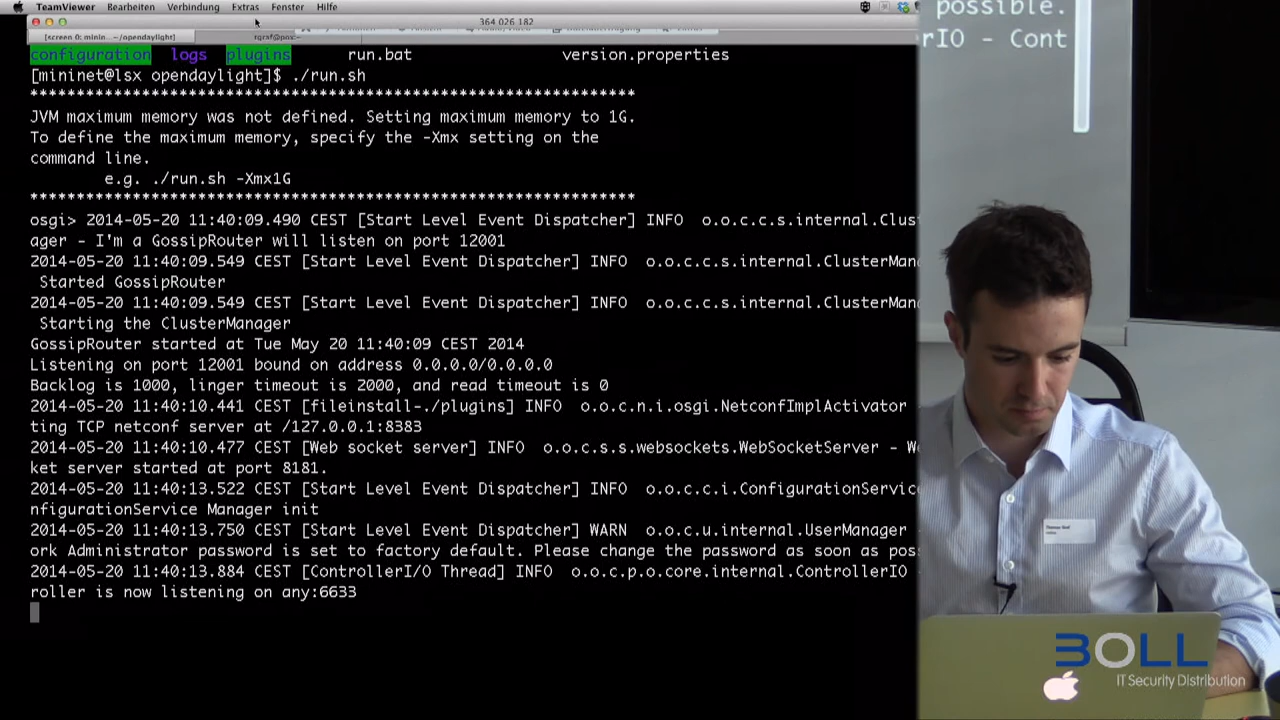 TeamViewer Bearbeiten Verbindung Extras Fenster Hilfe
364 026 182
configuration logs plugins run.bat version.properties
[mininet@lsx opendaylight]$ ./run.sh
*****************************************************************
JVM maximum memory was not defined. Setting maximum memory to 1G.
To define the maximum memory, specify the -Xmx setting on the
command line.
e.g. ./run.sh -Xmx1G
*****************************************************************
osgi> 2014-05-20 11:40:09.490 CEST [Start Level Event Dispatcher] INFO o.o.c.c.s.internal.Clus
ager - I'm a GossipRouter will listen on port 12001
2014-05-20 11:40:09.549 CEST [Start Level Event Dispatcher] INFO o.o.c.c.s.internal.ClusterMan
Started GossipRouter
2014-05-20 11:40:09.549 CEST [Start Level Event Dispatcher] INFO o.o.c.c.s.internal.ClusterMan
Starting the ClusterManager
GossipRouter started at Tue May 20 11:40:09 CEST 2014
Listening on port 12001 bound on address 0.0.0.0/0.0.0.0
Backlog is 1000, linger timeout is 2000, and read timeout is 0
2014-05-20 11:40:10.441 CEST [fileinstall-./plugins] INFO o.o.c.n.i.osgi.NetconfImplActivator -
ting TCP netconf server at /127.0.0.1:8383
2014-05-20 11:40:10.477 CEST [Web socket server] INFO o.o.c.s.s.websockets.WebSocketServer - We
ket server started at port 8181.
2014-05-20 11:40:13.522 CEST [Start Level Event Dispatcher] INFO o.o.c.c.i.ConfigurationService
nfigurationService Manager init
2014-05-20 11:40:13.750 CEST [Start Level Event Dispatcher] WARN o.o.c.u.internal.UserManager -
ork Administrator password is set to factory default. Please change the password as soon as pos
2014-05-20 11:40:13.884 CEST [ControllerI/O Thread] INFO o.o.c.p.o.core.internal.ControllerIO -
roller is now listening on any:6633
possible.
rIO - Cont
BOLL
IT Security Distribution